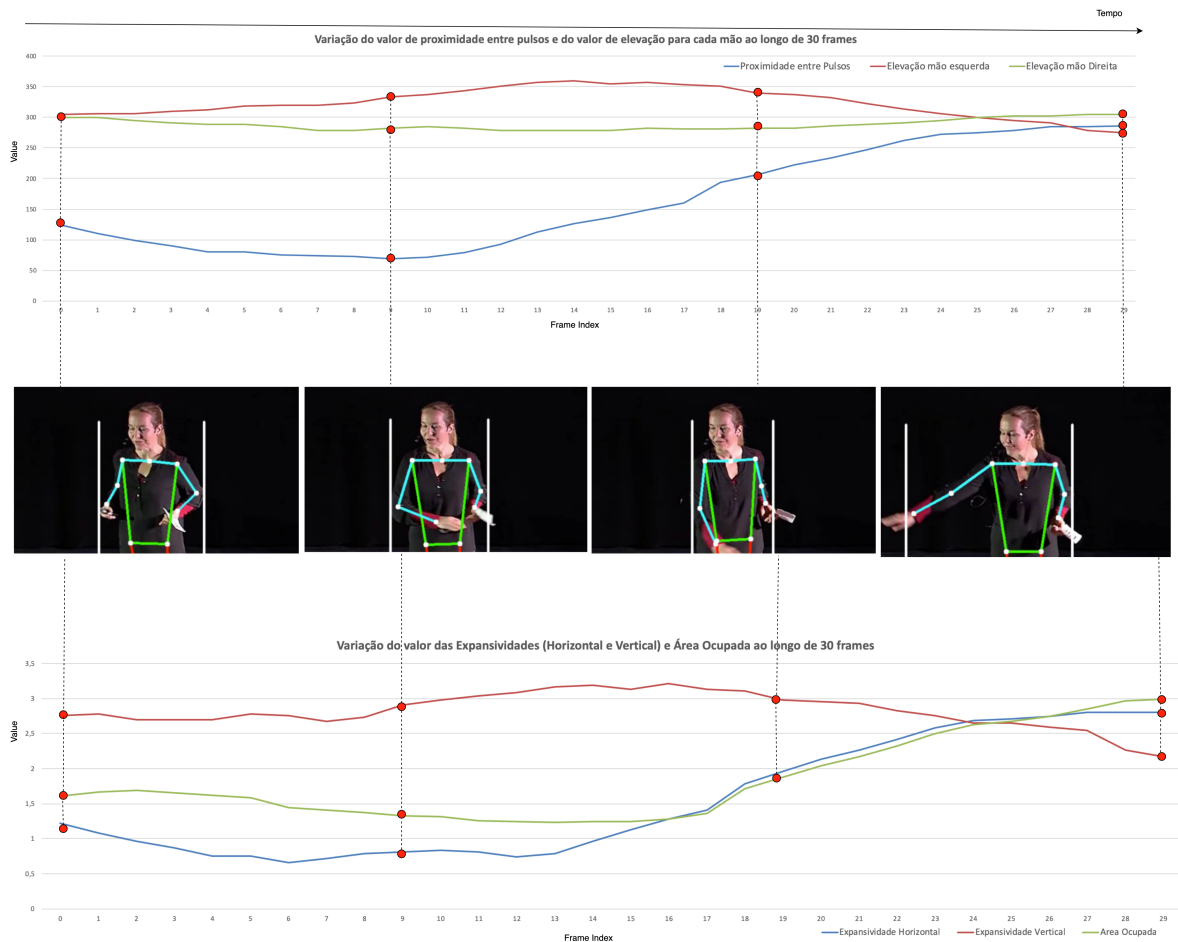 Tempo
Variação do valor de proximidade entre pulsos e do valor de elevação para cada mão ao longo de 30 frames
400
Proximidade entre Pulsos Elevação mão esquerda Elevação mão Direita
350
300
250
Value
200
150
100
50
0
0 1 2 3 4 5 6 7 8 9 10 11 12 13 14 15 16 17 18 19 20 21 22 23 24 25 26 27 28 29
Frame Index
Variação do valor das Expansividades (Horizontal e Vertical) e Área Ocupada ao longo de 30 frames
3,5
3
2,5
Value
2
1,5
1
0,5
0
0 1 2 3 4 5 6 7 8 9 10 11 12 13 14 15 16 17 18 19 20 21 22 23 24 25 26 27 28 29
Expansividade Horizontal Expansividade Vertical Area Ocupada
Frame Index